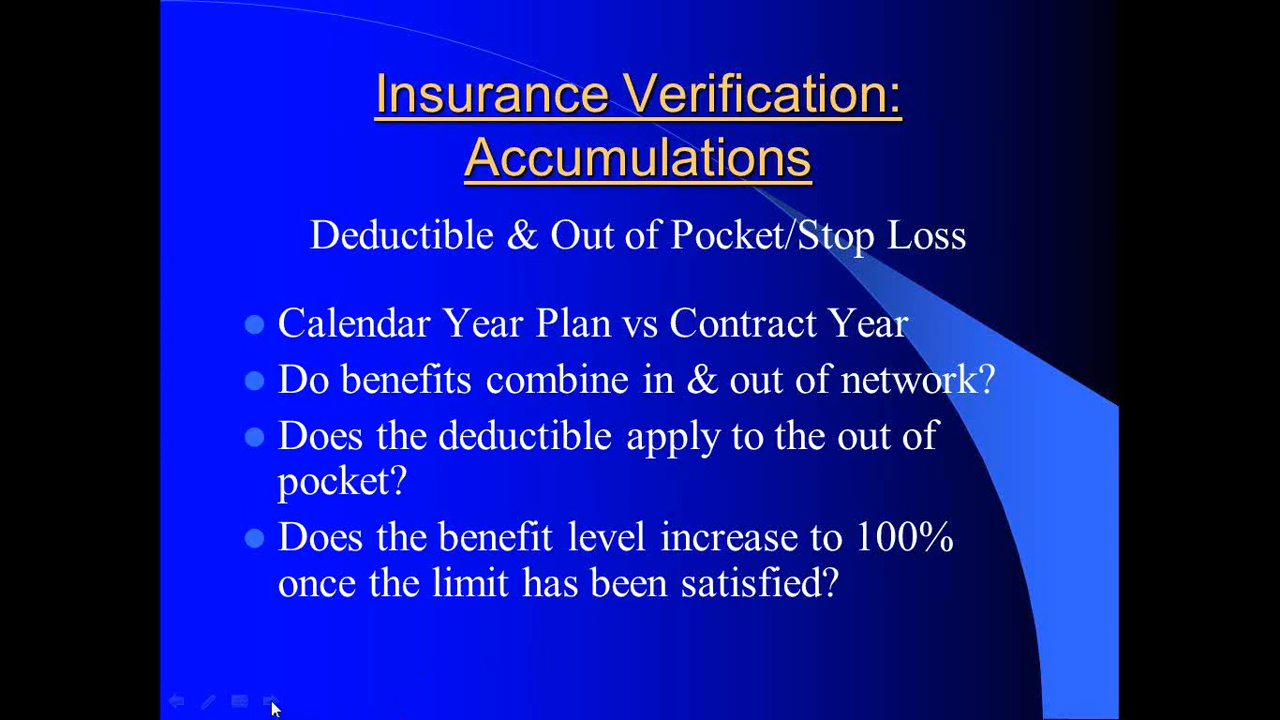 Insurance Verification:
Accumulations
Deductible & Out of Pocket/Stop Loss
Calendar Year Plan vs Contract Year
Do benefits combine in & out of network?
Does the deductible apply to the out of
pocket?
Does the benefit level increase to 100%
once the limit has been satisfied?